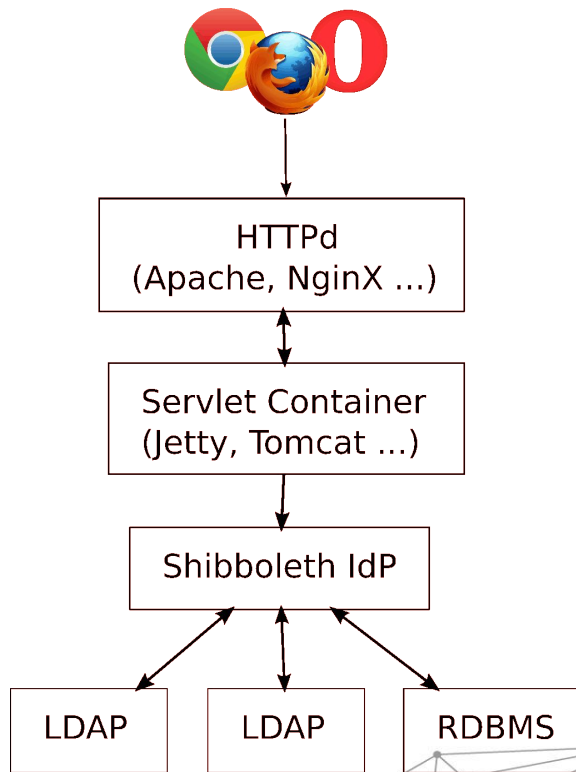 HTTPd
(Apache, NginX ...)
Servlet Container
(Jetty, Tomcat ...)
Shibboleth IdP
LDAP
LDAP
RDBMS